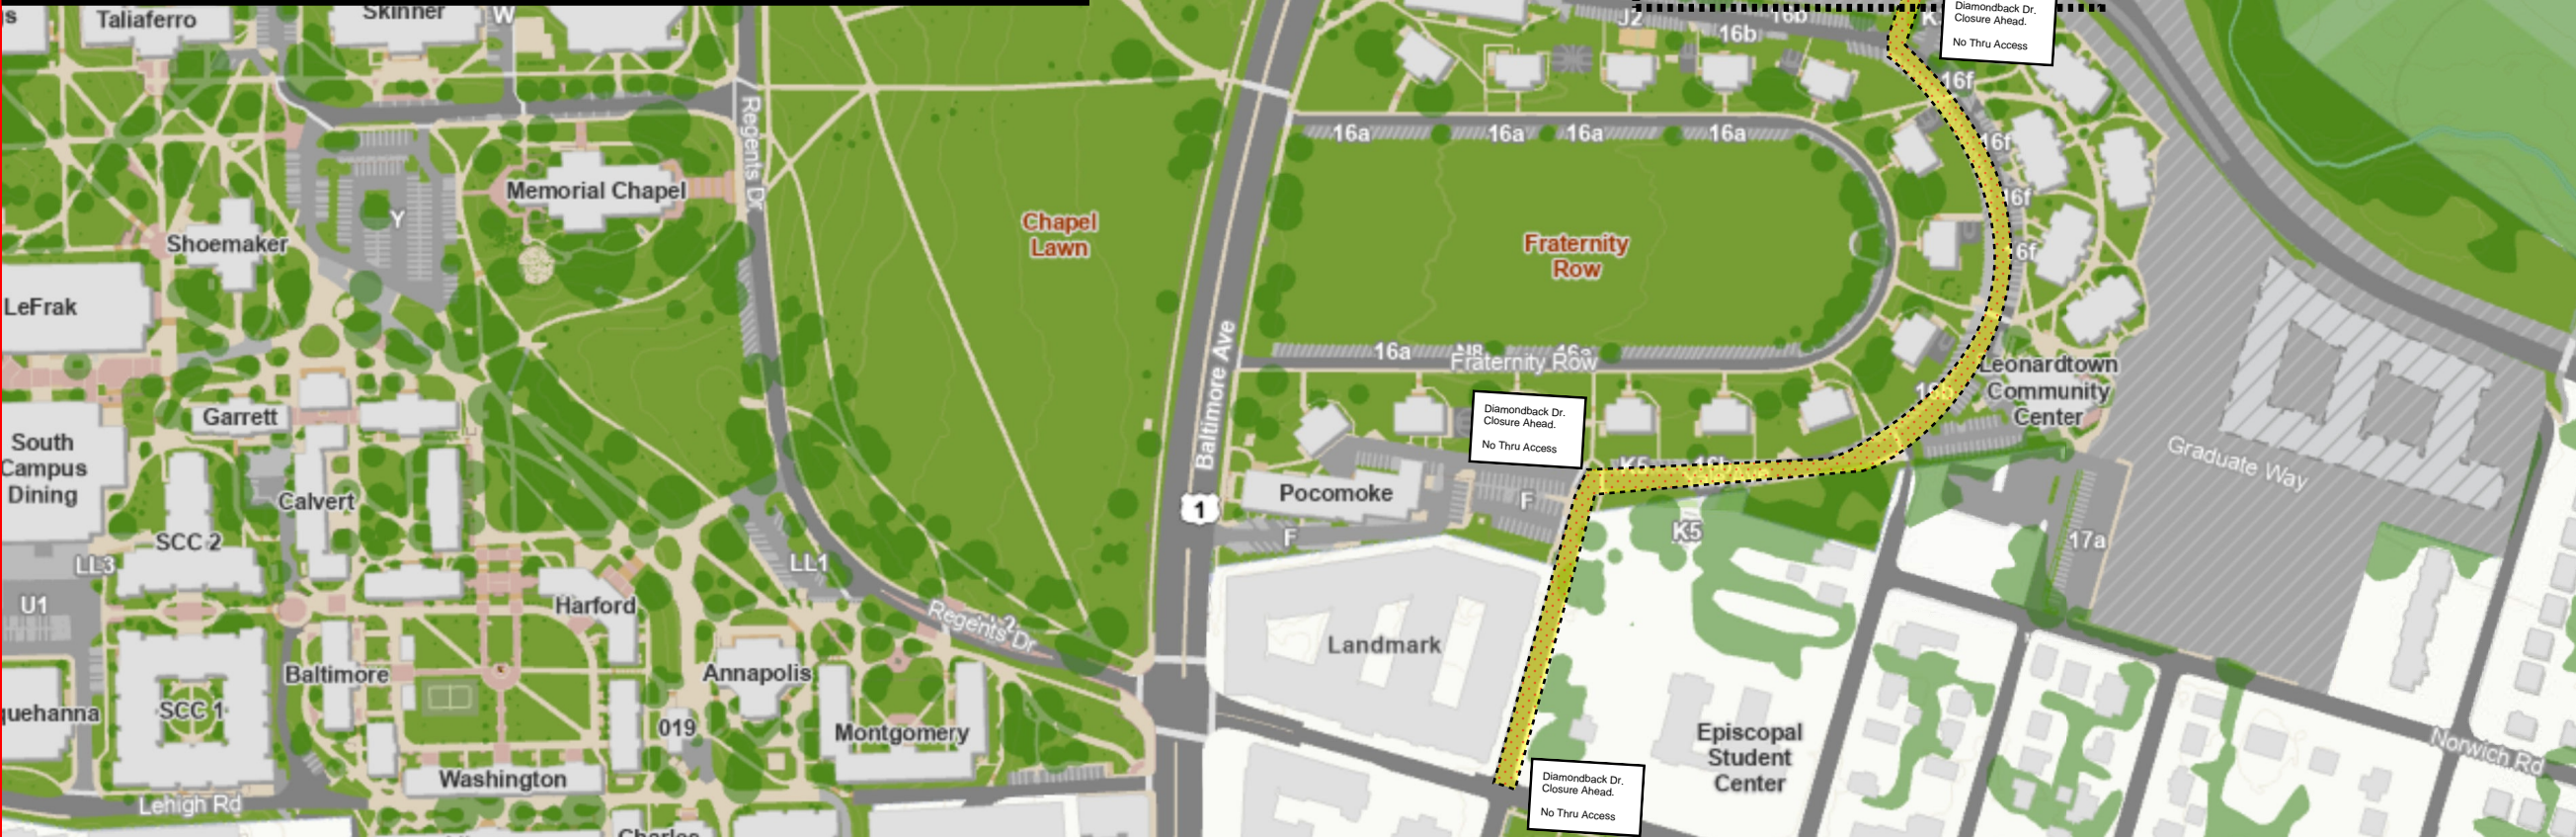 Taliaferro
Skinner
W
J2
16b
16b
Diamondback Dr.
Closure Ahead.
No Thru Access
16f
16a
16a
16a
16a
16f
Regents Dr
Memorial Chapel
Y
Shoemaker
Chapel
Lawn
Fraternity
Row
16f
6f
LeFrak
Baltimore Ave
16a
Fraternity Row
Leonardtown
Community
Center
Garrett
South
Campus
Dining
Calvert
Diamondback Dr.
Closure Ahead.
No Thru Access
Graduate Way
Pocomoke
F
F
1
K5
K5
17a
SCC 2
LL3
LL1
U1
Harford
Regents Dr
Landmark
Baltimore
Annapolis
SCC 1
quehanna
019
Montgomery
Episcopal
Student
Center
Norwich Rd
Washington
Lehigh Rd
Diamondback Dr.
Closure Ahead.
No Thru Access